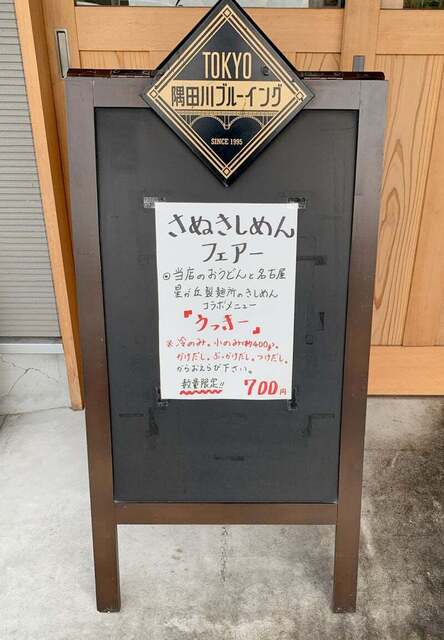 TOKYO
隅田川ブルーイング
SINCE 1995
さぬきしめん
フェアー
◎当店のおうどんと名古屋
星が丘製麺所のきしめん
コラボメニュー
『うっきー』
※冷のみ。小のみ(約400g)。
かけだし。ぶっかけだし。つけだし。
からおえらび下さい。
数量限定!! 700円